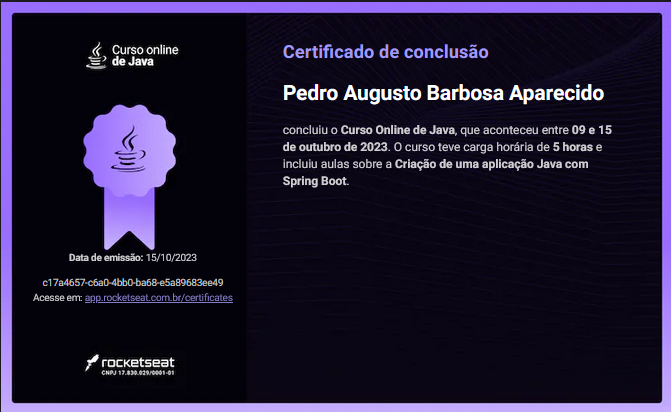 Curso online
de Java
Data de emissão: 15/10/2023
c17a4657-c6a0-4bb0-ba68-e5a89683ee49
Acesse em: app.rocketseat.com.br/certificates
rocketseat
CNPJ 17.830.029/0001-01
Certificado de conclusão
Pedro Augusto Barbosa Aparecido
concluiu o Curso Online de Java, que aconteceu entre 09 e 15
de outubro de 2023. O curso teve carga horária de 5 horas e
incluiu aulas sobre a Criação de uma aplicação Java com
Spring Boot.